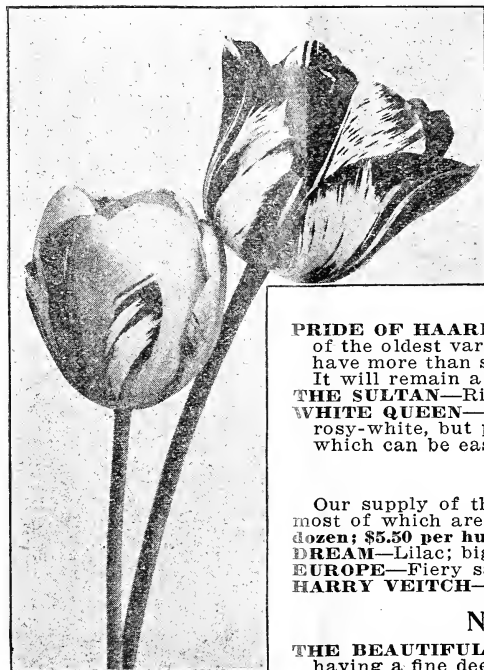 PRIDE OF HAARL
of the oldest var
have more than s
It will remain a
THE SULTAN—Ri
WHITE QUEEN—
rosy-white, but p
which can be eas
Our supply of th
most of which are
dozen; $5.50 per hu
DREAM—Lilac; big
EUROPE—Fiery sa
HARRY VEITCH—
N
THE BEAUTIFUL
having a fine dee